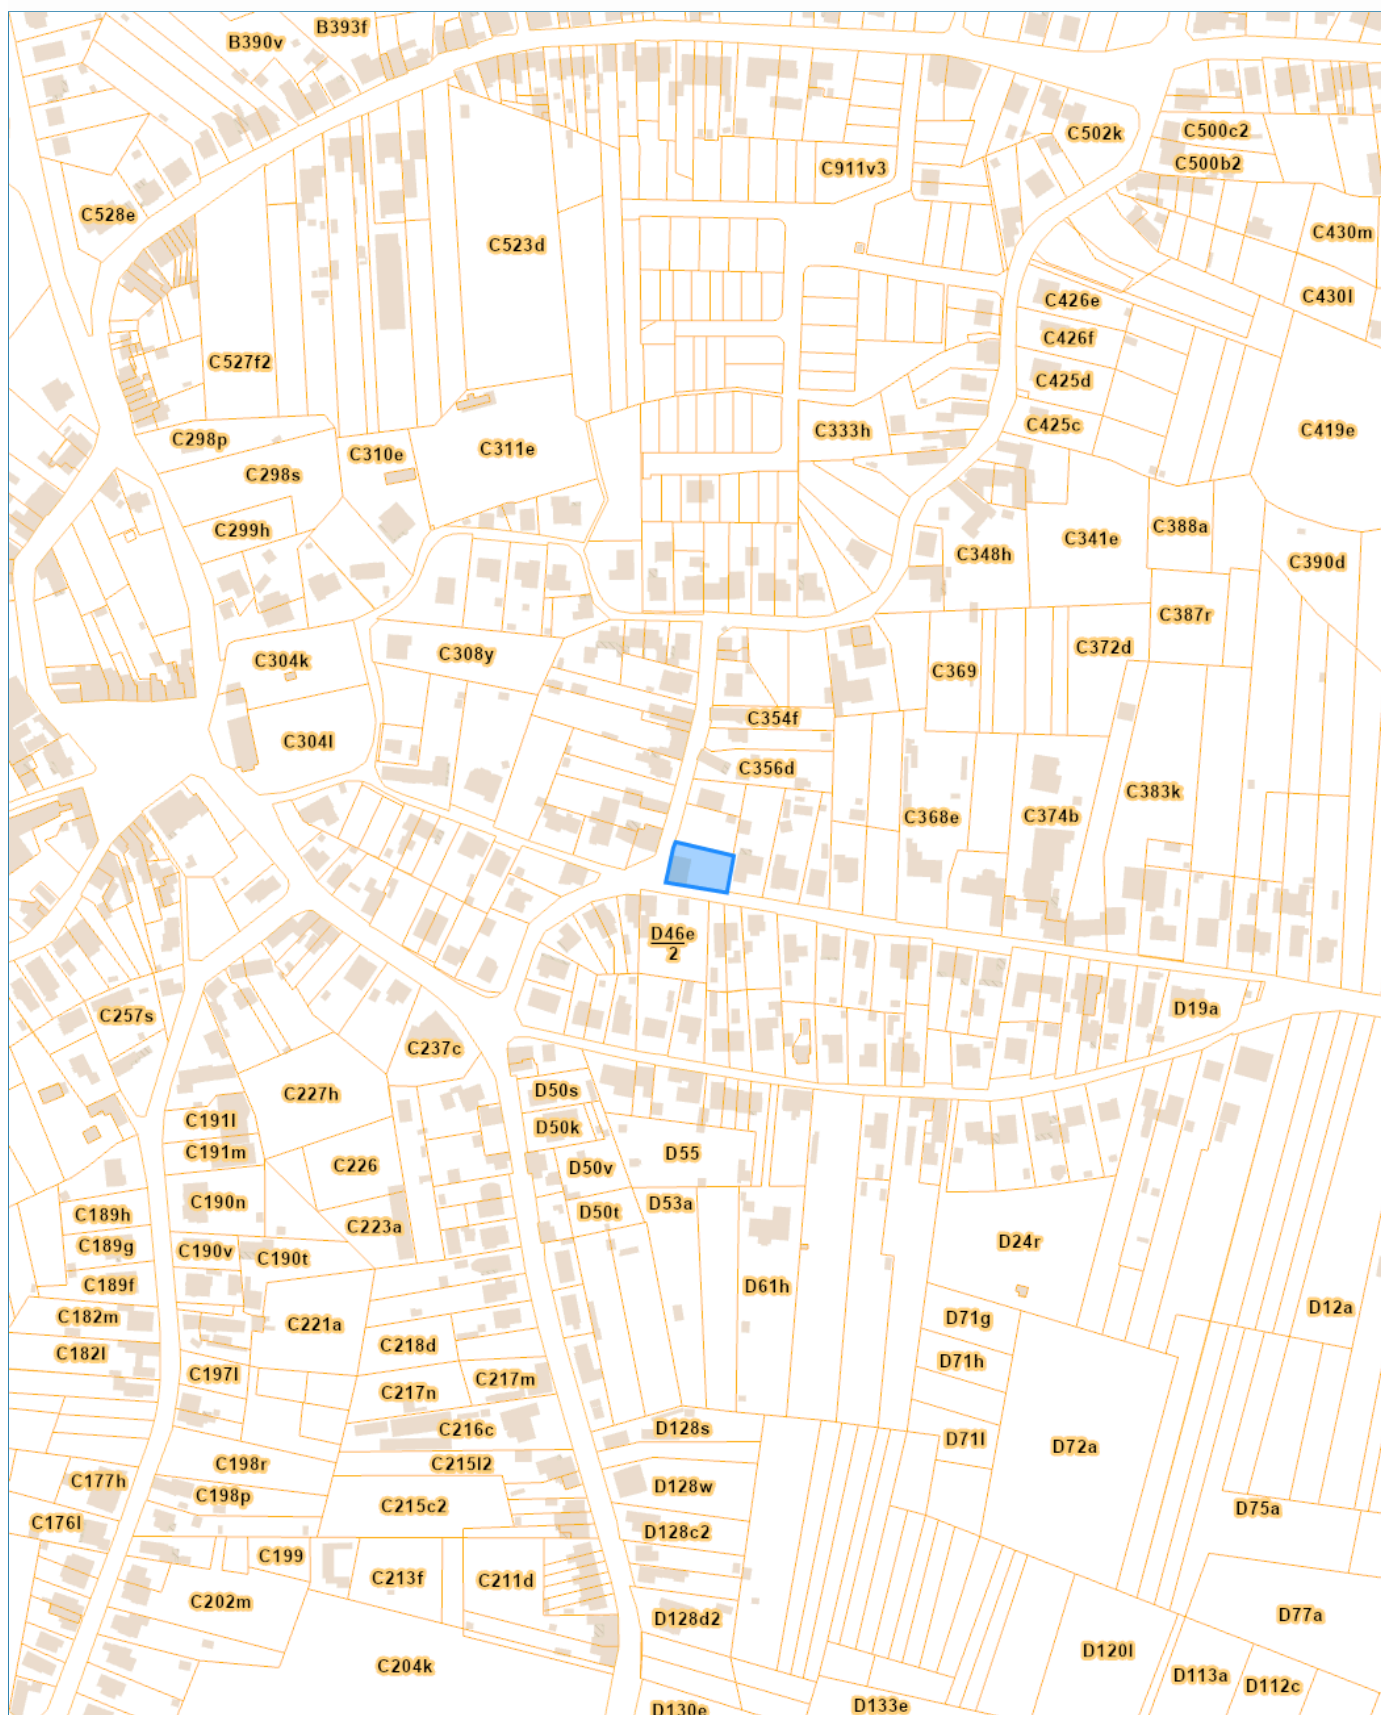 B393f
B390v
C502k
C500c2
C500b2
C911v3
C528e
C430m
C523d
C430l
C426e
C426f
C527f2
C425d
C425c
C298p
C333h
C419e
C311e
C310e
C298s
C388a
C299h
C341e
C348h
C390d
C387r
C372d
C308y
C304k
C369
C354f
C304l
C356d
C383k
C368e
C374b
D46e
2
D19a
C257s
C237c
D50s
C227h
C191l
D50k
C191m
D55
C226
D50v
C190n
D53a
C189h
D50t
C223a
D24r
C189g
C190v
C190t
C189f
D61h
D12a
C182m
D71g
C221a
C218d
C182l
D71h
C197l
C217m
C217n
D128s
C216c
D71l
D72a
C198r
C215l2
C177h
D128w
C198p
C215c2
D75a
C176l
D128c2
C199
C213f
C211d
C202m
D77a
D128d2
D120l
C204k
D113a
D112c
D133e
D130e